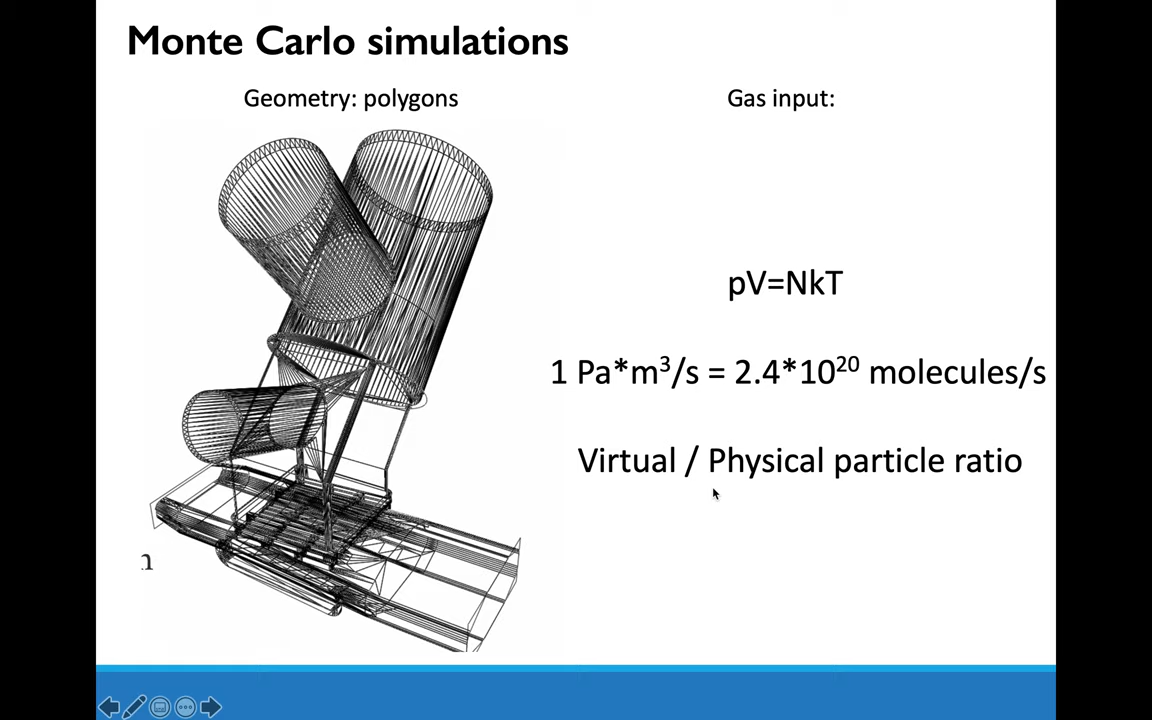 Monte Carlo simulations
Geometry: polygons
Gas input:
pV=NkT
1 Pa*m³/s = 2.4*10²⁰ molecules/s
Virtual / Physical particle ratio